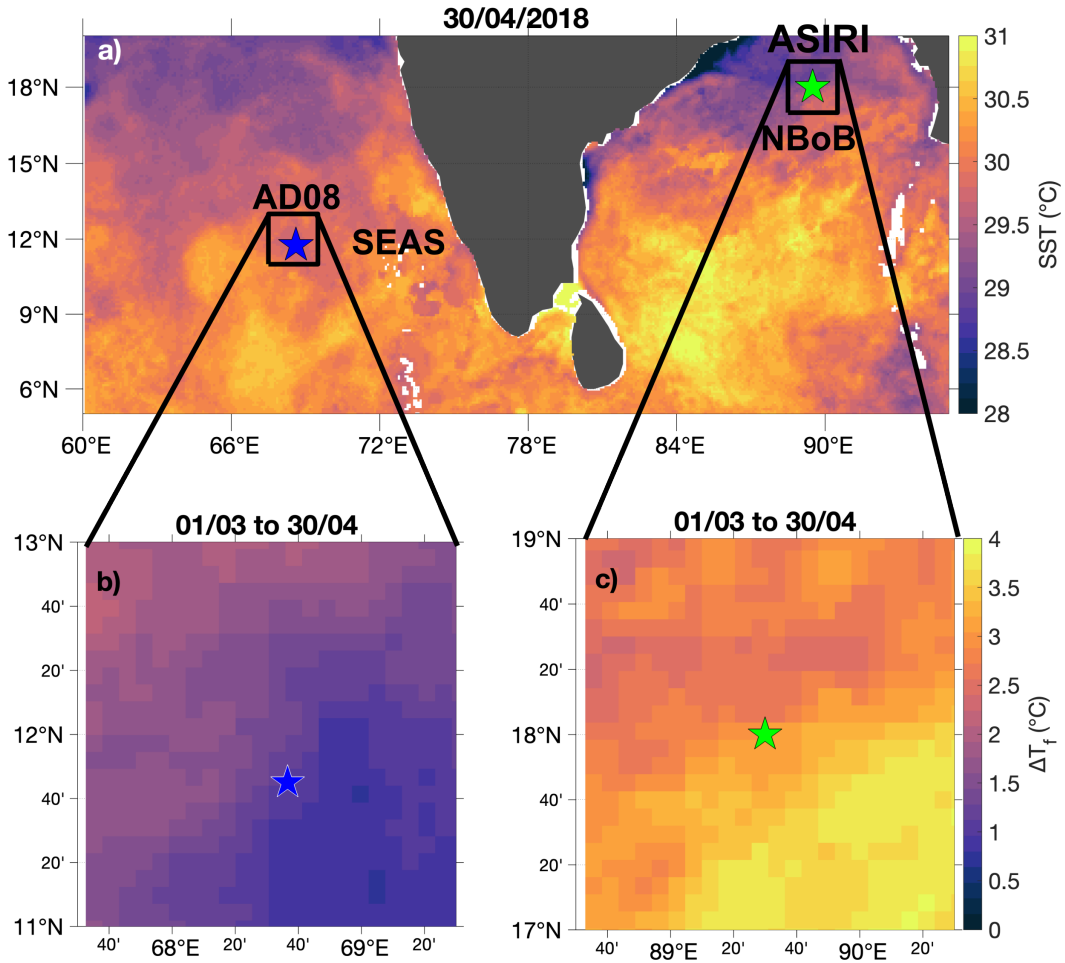 30/04/2018
a)
ASIRI
NBoB
AD08
SEAS
18°N
15°N
12°N
9°N
6°N
60°E 66°E 72°E 78°E 84°E 90°E
31
30.5
30
29.5
29
28.5
28
SST (°C)
01/03 to 30/04
b)
13°N
40'
20'
12°N
40'
20'
11°N
40' 68°E 20' 40' 69°E 20'
01/03 to 30/04
c)
19°N
40'
20'
18°N
40'
20'
17°N
40' 89°E 20' 40' 90°E 20'
4
3.5
3
2.5
2
1.5
1
0.5
0
ΔT_f (°C)